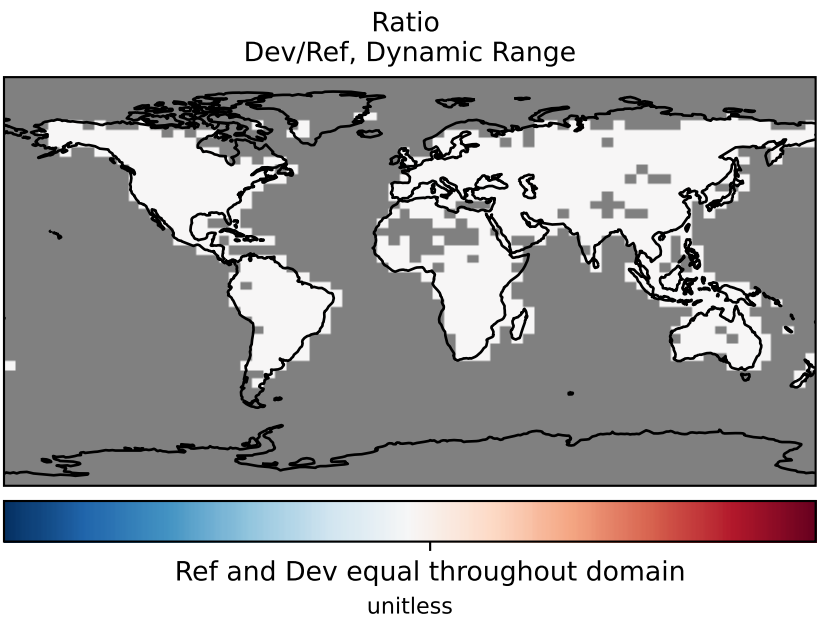 Ratio
Dev/Ref, Dynamic Range
Ref and Dev equal throughout domain
unitless